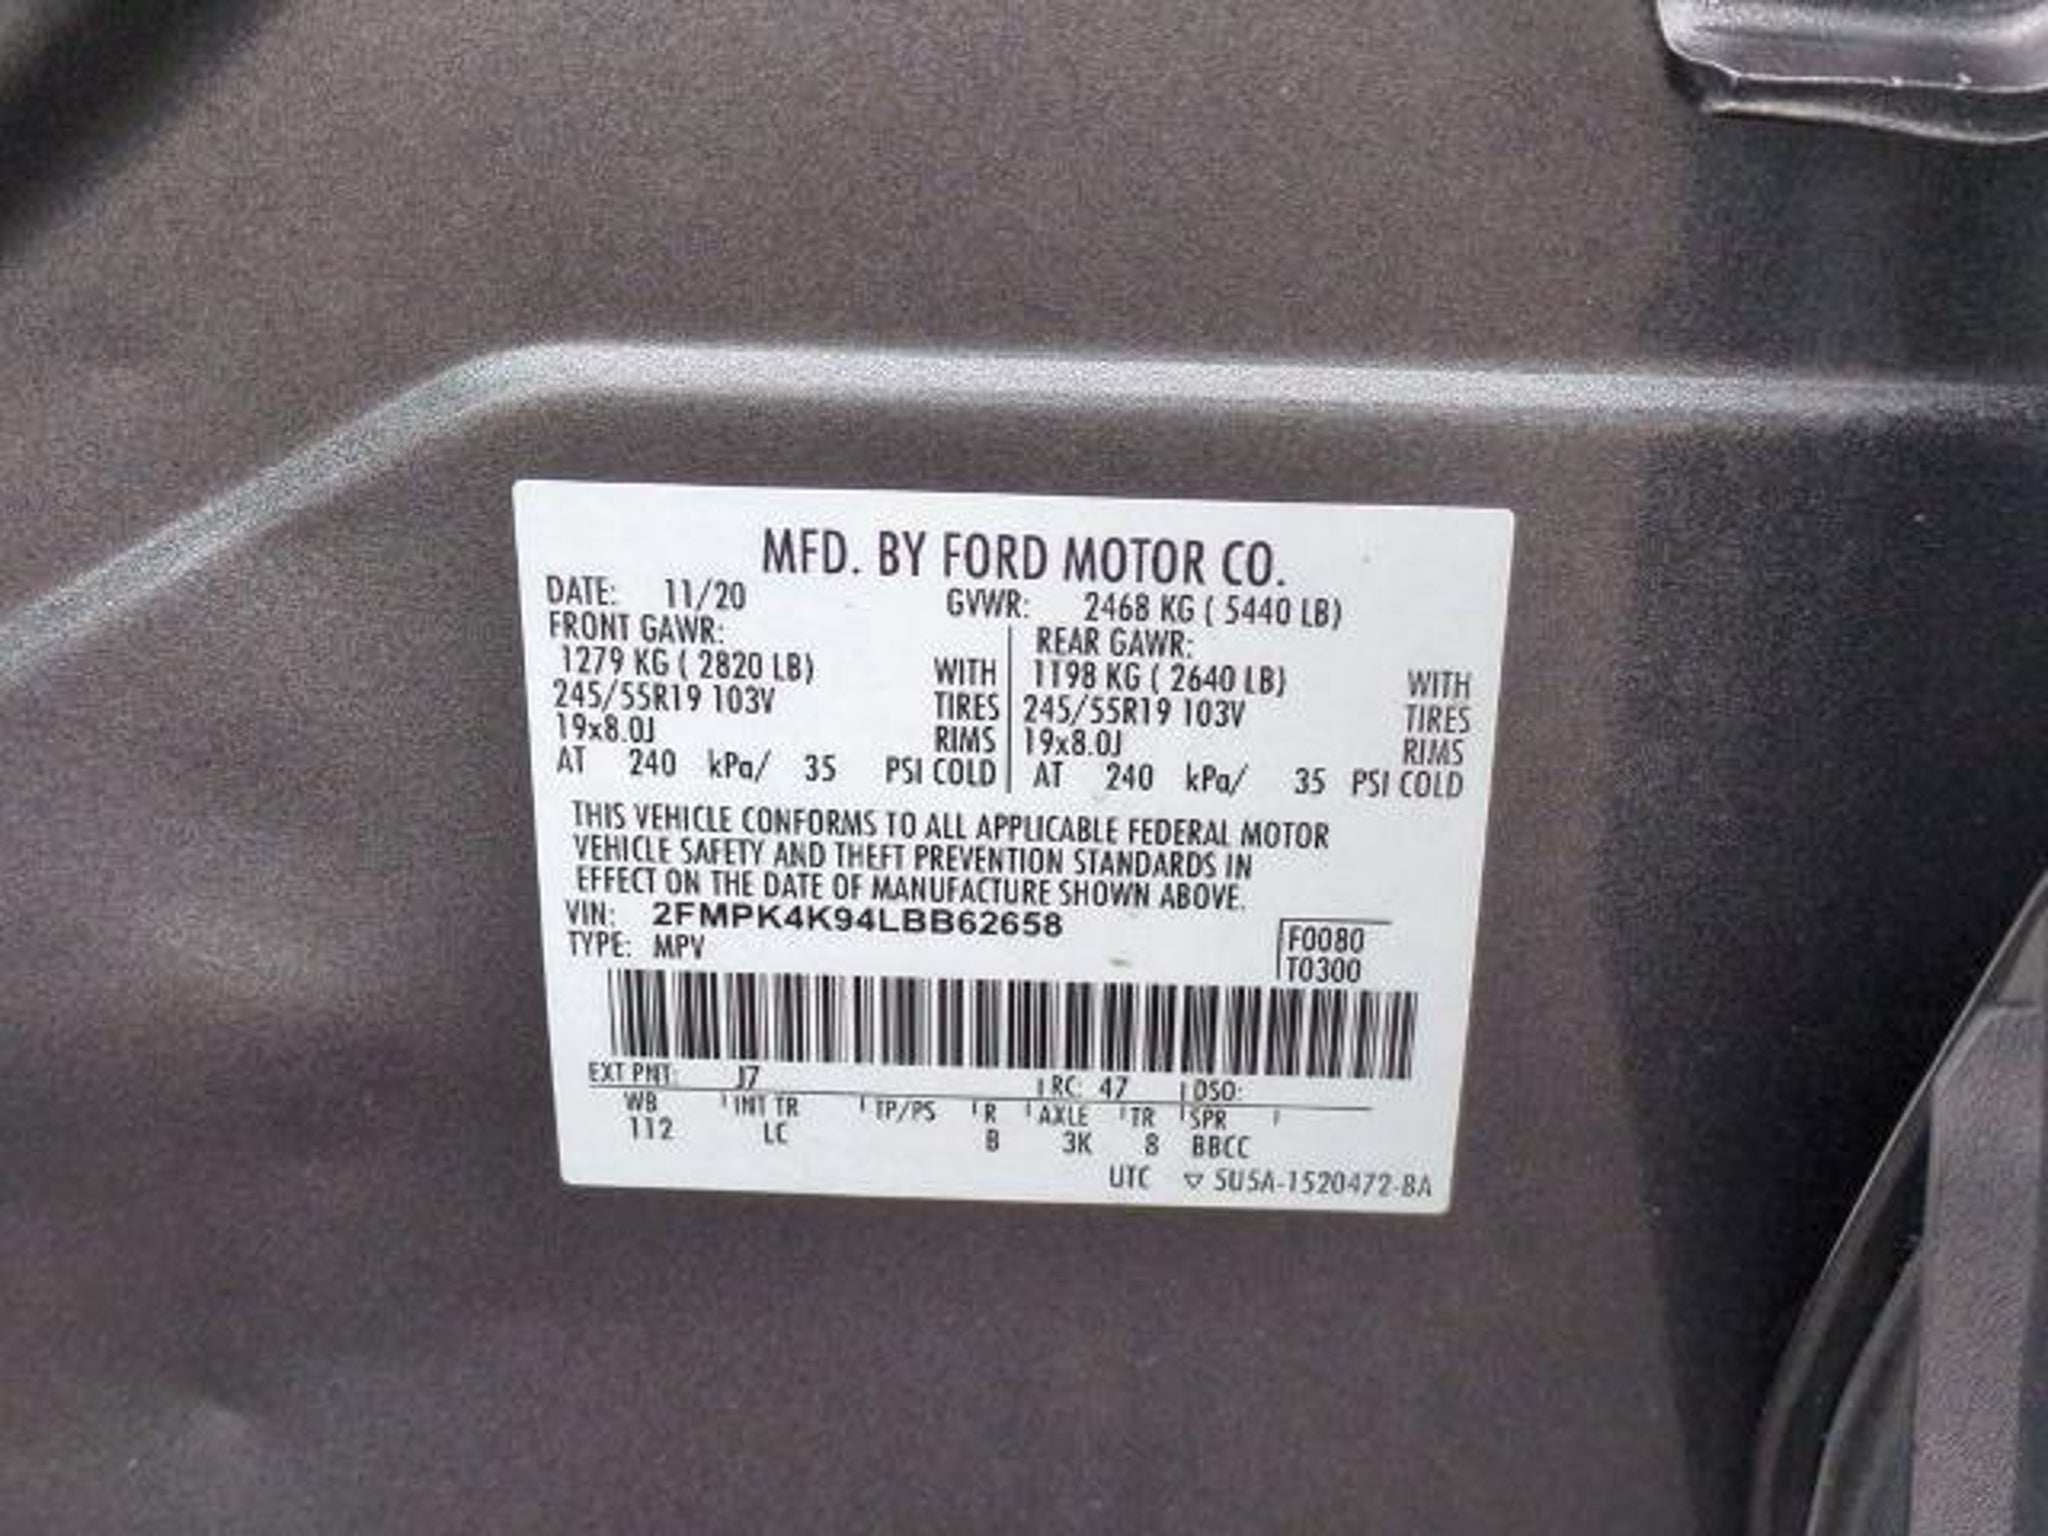 MFD. BY FORD MOTOR CO.
DATE: 11/20 GVWR: 2468 KG ( 5440 LB)
FRONT GAWR: REAR GAWR:
1279 KG ( 2820 LB) WITH 1198 KG ( 2640 LB) WITH
245/55R19 103V TIRES 245/55R19 103V TIRES
19x8.0J RIMS 19x8.0J RIMS
AT 240 kPa/ 35 PSI COLD AT 240 kPa/ 35 PSI COLD
THIS VEHICLE CONFORMS TO ALL APPLICABLE FEDERAL MOTOR
VEHICLE SAFETY AND THEFT PREVENTION STANDARDS IN
EFFECT ON THE DATE OF MANUFACTURE SHOWN ABOVE.
VIN: 2FMPK4K94LBB62658
TYPE: MPV
F0080
T0300
EXT PNT: J7 RC: 47 DSO:
WB INT TR TP/PS R AXLE TR SPR
112 LC B 3K 8 BBCC
UTC ▽ 5U5A-1520472-BA